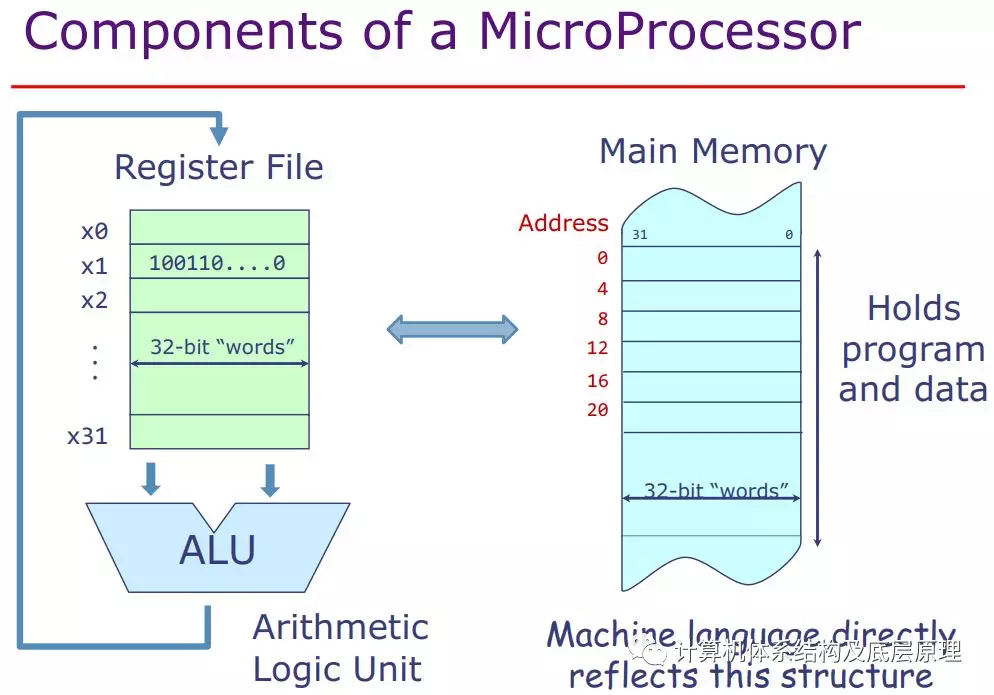 Components of a MicroProcessor
Register File
x0
x1
100110....0
x2
⋮
32-bit “words”
x31
ALU
Arithmetic
Logic Unit
Main Memory
Address
31
0
0
4
8
12
16
20
32-bit “words”
Holds
program
and data
Machine language directly
reflects this structure
计算机体系结构及底层原理